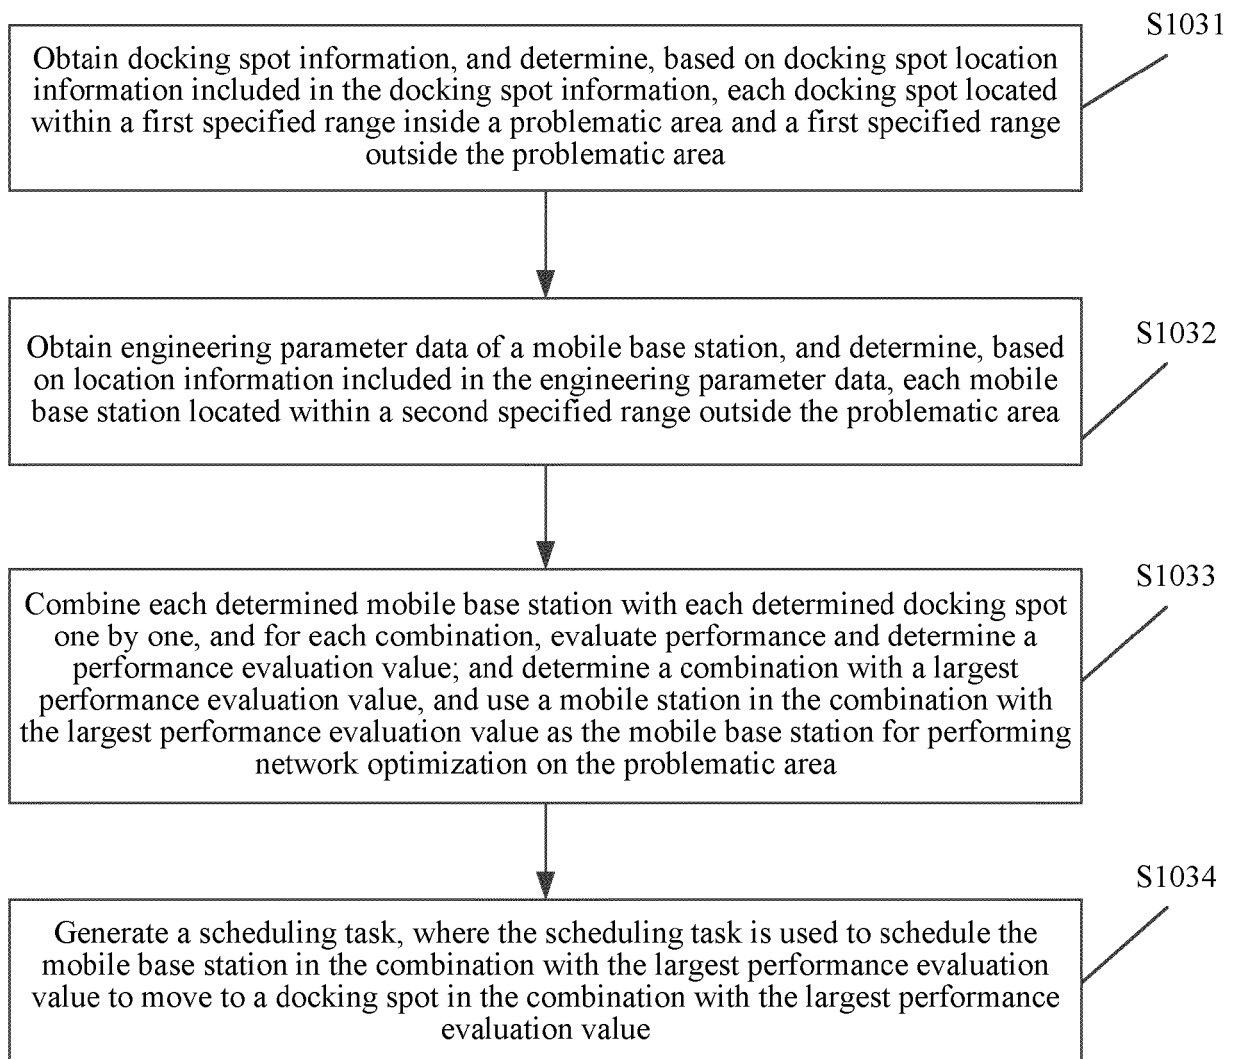 S1031
Obtain docking spot information, and determine, based on docking spot location
information included in the docking spot information, each docking spot located
within a first specified range inside a problematic area and a first specified range
outside the problematic area
S1032
Obtain engineering parameter data of a mobile base station, and determine, based
on location information included in the engineering parameter data, each mobile
base station located within a second specified range outside the problematic area
S1033
Combine each determined mobile base station with each determined docking spot
one by one, and for each combination, evaluate performance and determine a
performance evaluation value; and determine a combination with a largest
performance evaluation value, and use a mobile station in the combination with
the largest performance evaluation value as the mobile base station for performing
network optimization on the problematic area
S1034
Generate a scheduling task, where the scheduling task is used to schedule the
mobile base station in the combination with the largest performance evaluation
value to move to a docking spot in the combination with the largest performance
evaluation value